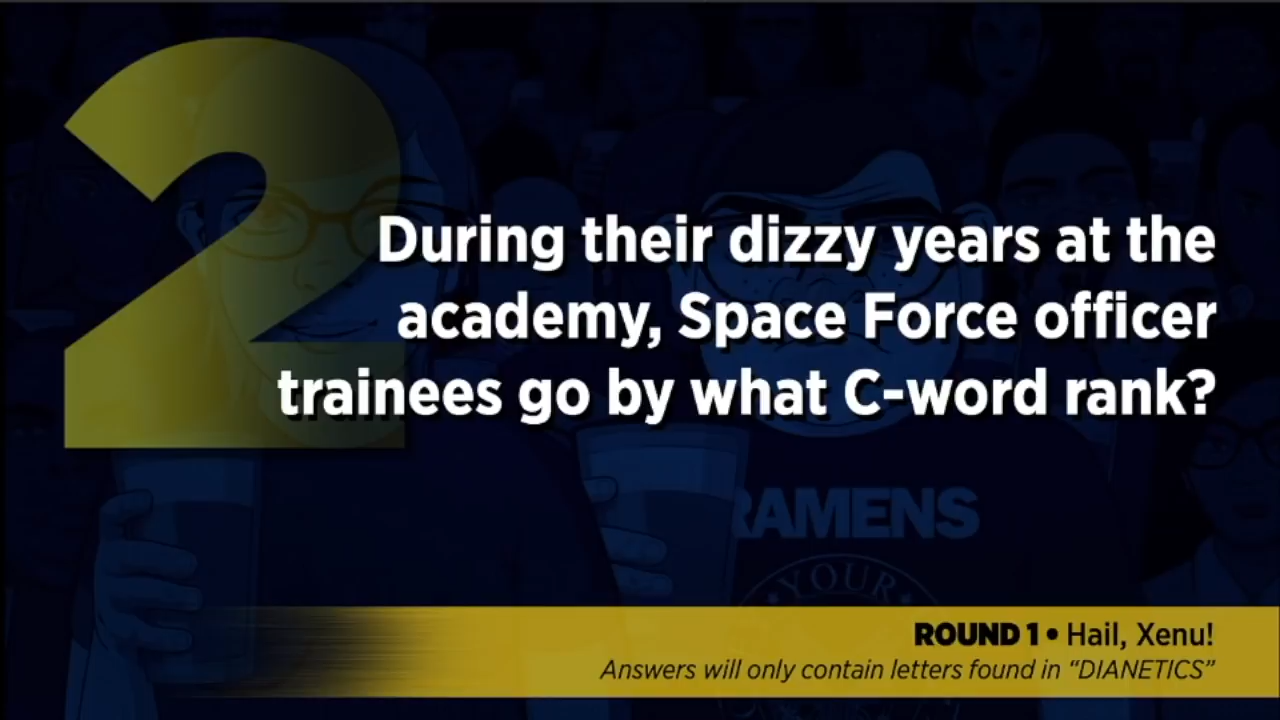 2
During their dizzy years at the
academy, Space Force officer
trainees go by what C-word rank?
RAMENS
YOUR
ROUND 1 • Hail, Xenu!
Answers will only contain letters found in “DIANETICS”